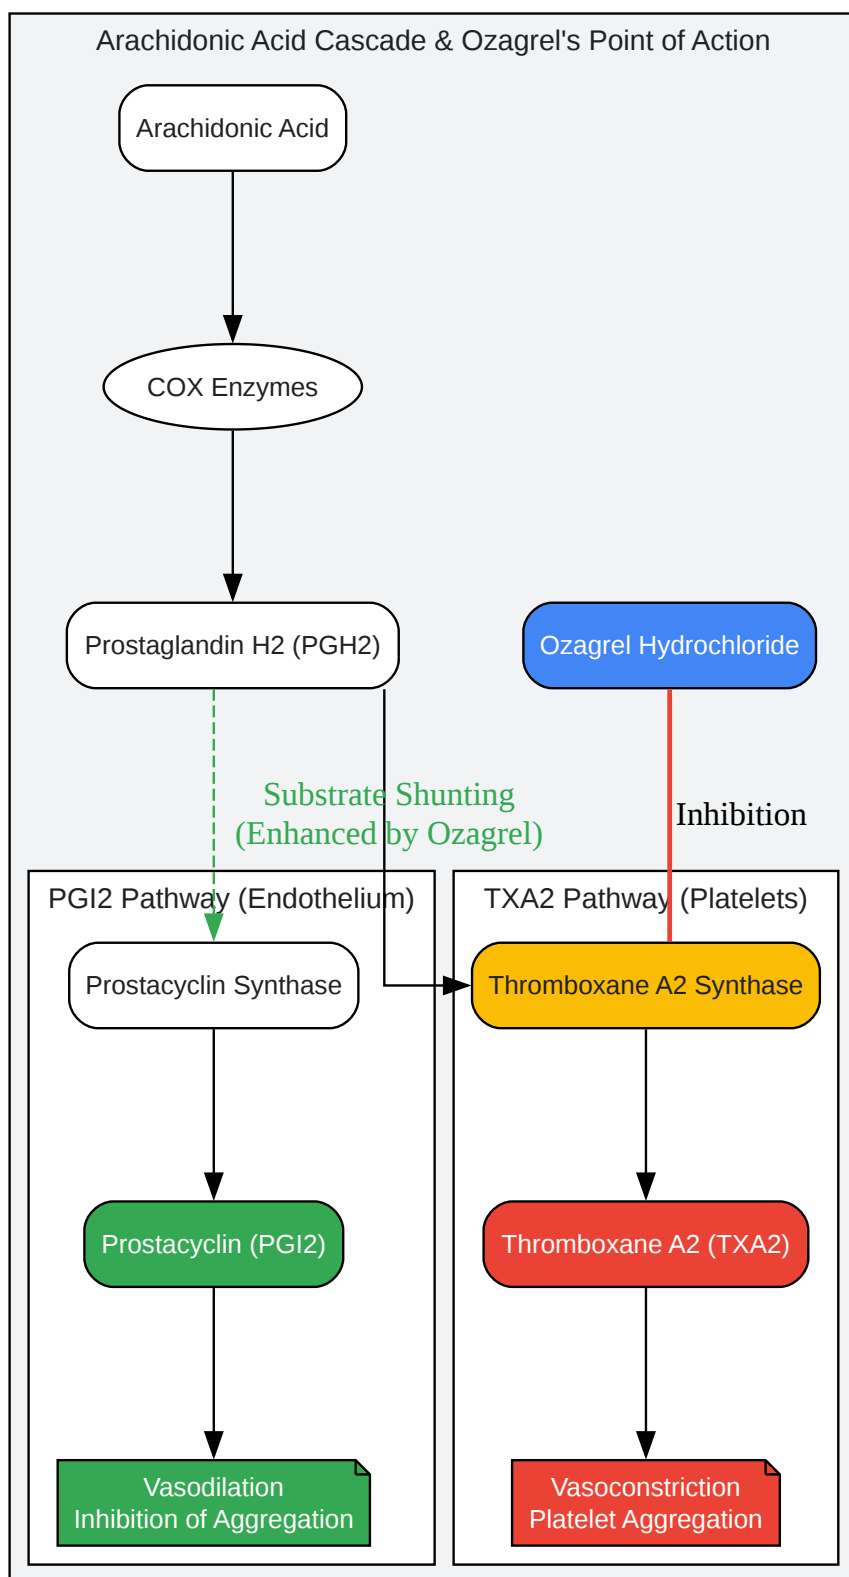 Arachidonic Acid Cascade & Ozagrel's Point of Action
Arachidonic Acid
COX Enzymes
Prostaglandin H2 (PGH2)
Ozagrel Hydrochloride
Substrate Shunting
(Enhanced by Ozagrel)
Inhibition
PGI2 Pathway (Endothelium)
TXA2 Pathway (Platelets)
Prostacyclin Synthase
Thromboxane A2 Synthase
Prostacyclin (PGI2)
Thromboxane A2 (TXA2)
Vasodilation
Inhibition of Aggregation
Vasoconstriction
Platelet Aggregation